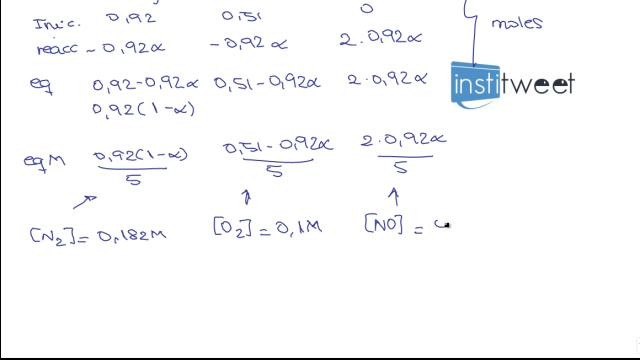 Inic. 0,92 0,51 0
moles
reacc -0,92α -0,92α 2·0,92α
eq 0,92-0,92α 0,51-0,92α 2·0,92α
institweet
0,92(1-α)
eq M 0,92(1-α)/5 0,51-0,92α/5 2·0,92α/5
[N₂]=0,182M [O₂]=0,1M [NO]=